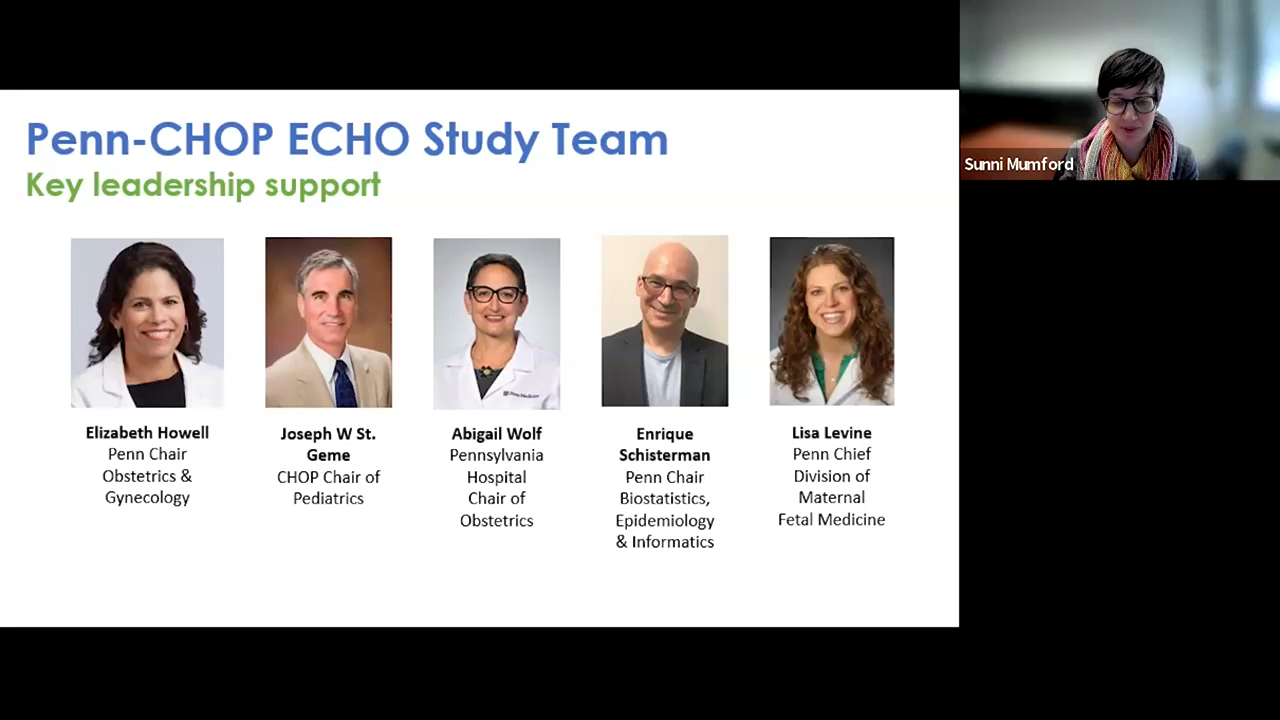 Penn-CHOP ECHO Study Team
Key leadership support
Sunni Mumford
Elizabeth Howell
Penn Chair
Obstetrics &
Gynecology
Joseph W St.
Geme
CHOP Chair of
Pediatrics
Abigail Wolf
Pennsylvania
Hospital
Chair of
Obstetrics
Enrique
Schisterman
Penn Chair
Biostatistics,
Epidemiology
& Informatics
Lisa Levine
Penn Chief
Division of
Maternal
Fetal Medicine